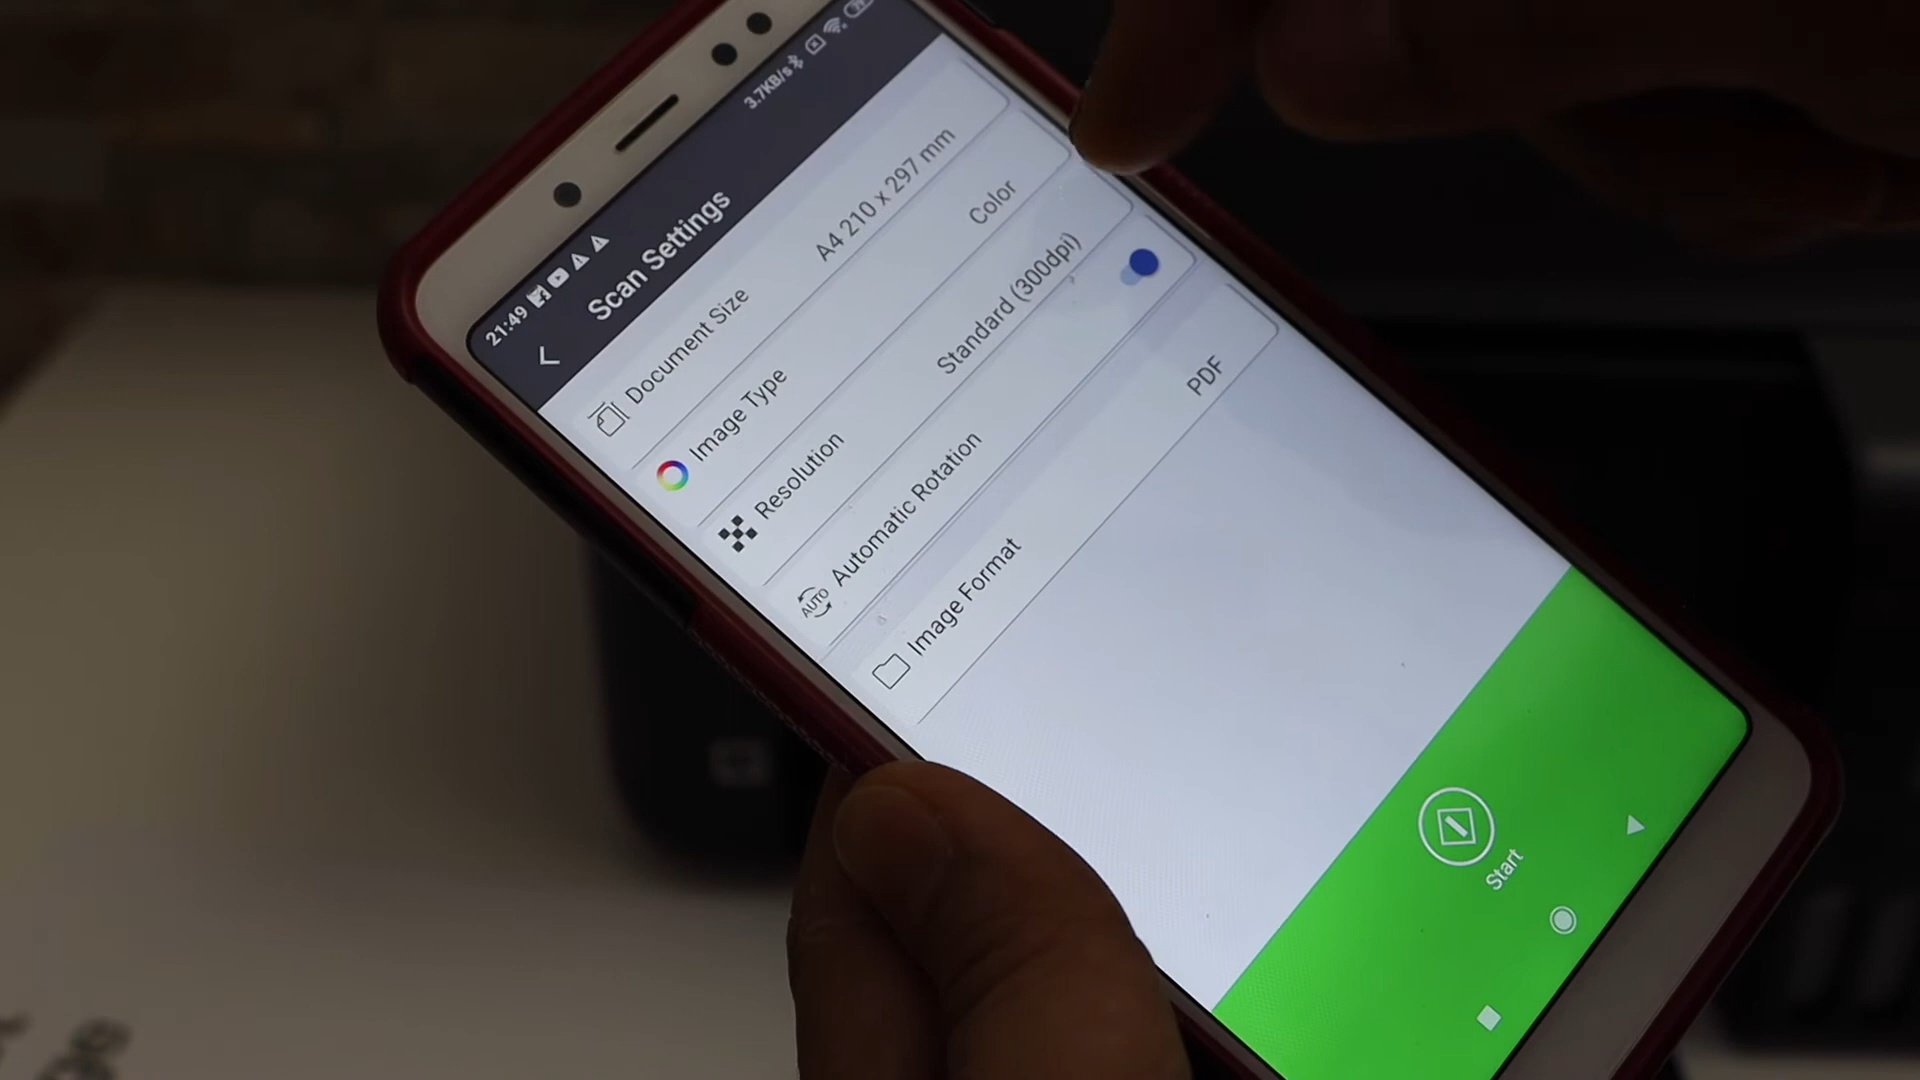 21:49
3.7KB/s
Scan Settings
Document Size
A4 210 x 297 mm
Image Type
Color
Resolution
Standard (300dpi)
AUTO
Automatic Rotation
Image Format
PDF
Start